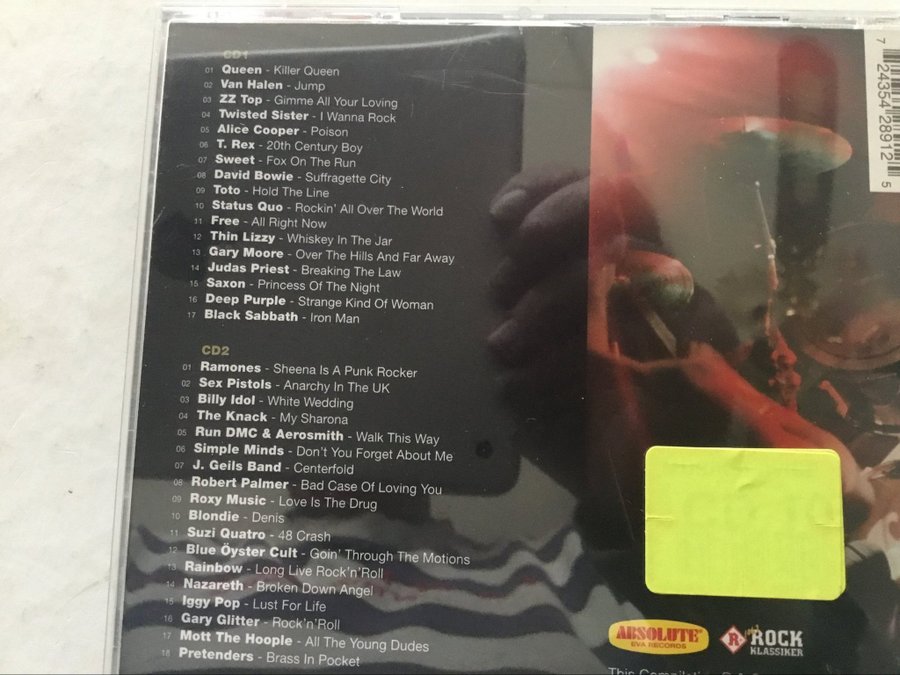 CD1
01 Queen - Killer Queen
02 Van Halen - Jump
03 ZZ Top - Gimme All Your Loving
04 Twisted Sister - I Wanna Rock
05 Alice Cooper - Poison
06 T. Rex - 20th Century Boy
07 Sweet - Fox On The Run
08 David Bowie - Suffragette City
09 Toto - Hold The Line
10 Status Quo - Rockin' All Over The World
11 Free - All Right Now
12 Thin Lizzy - Whiskey In The Jar
13 Gary Moore - Over The Hills And Far Away
14 Judas Priest - Breaking The Law
15 Saxon - Princess Of The Night
16 Deep Purple - Strange Kind Of Woman
17 Black Sabbath - Iron Man
CD2
01 Ramones - Sheena Is A Punk Rocker
02 Sex Pistols - Anarchy In The UK
03 Billy Idol - White Wedding
04 The Knack - My Sharona
05 Run DMC & Aerosmith - Walk This Way
06 Simple Minds - Don't You Forget About Me
07 J. Geils Band - Centerfold
08 Robert Palmer - Bad Case Of Loving You
09 Roxy Music - Love Is The Drug
10 Blondie - Denis
11 Suzi Quatro - 48 Crash
12 Blue Öyster Cult - Goin' Through The Motions
13 Rainbow - Long Live Rock'n'Roll
14 Nazareth - Broken Down Angel
15 Iggy Pop - Lust For Life
16 Gary Glitter - Rock'n'Roll
17 Mott The Hoople - All The Young Dudes
18 Pretenders - Brass In Pocket
7 24354 28912 5
ABSOLUTE
EVA RECORDS
R ROCK
KLASSIKER
This Compilation